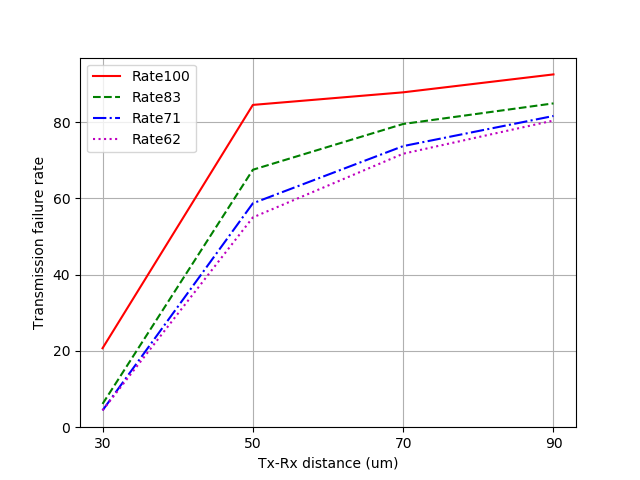 Rate100
Rate83
Rate71
Rate62
Transmission failure rate
80
60
40
20
0
30 50 70 90
Tx-Rx distance (um)